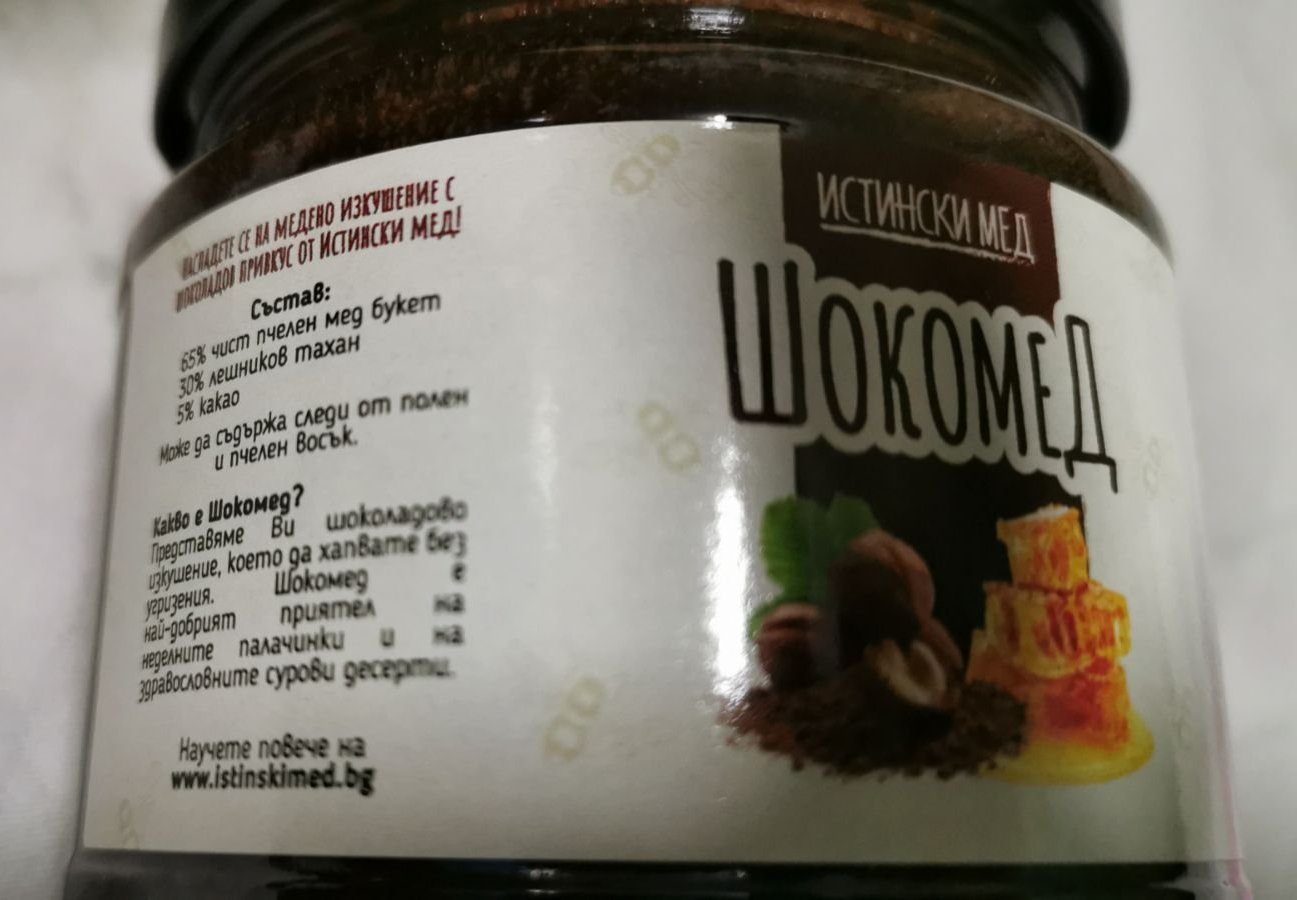 НАСЛАДЕТЕ СЕ НА МЕДЕНО ИЗКУШЕНИЕ С
ШОКОЛАДОВ ПРИВКУС ОТ ИСТИНСКИ МЕД!
Състав:
65% чист пчелен мед букет
30% лешников тахан
5% какао
Може да съдържа следи от полен
и пчелен восък.
Какво е Шокомед?
Представяме Ви шоколадово
изкушение, което да хапвате без
угризения. Шокомед е
най-добрият приятел на
неделните палачинки и на
здравословните сурови десерти.
Научете повече на
www.istinskimed.bg
ИСТИНСКИ МЕД
ШОКОМЕД